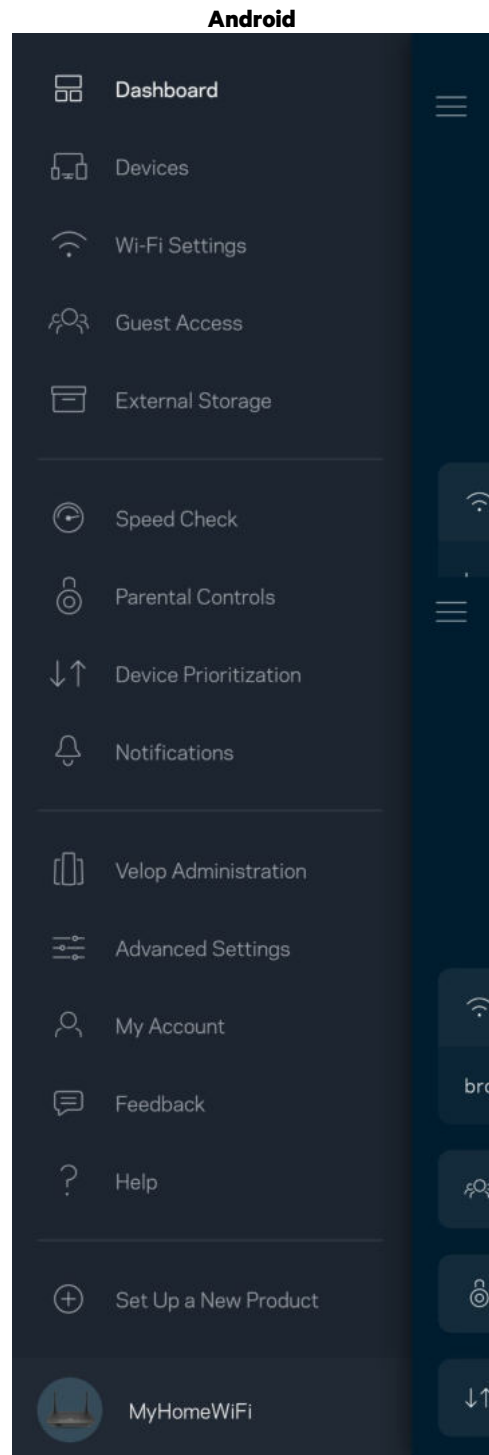 Android
Dashboard
Devices
Wi-Fi Settings
Guest Access
External Storage
Speed Check
Parental Controls
Device Prioritization
Notifications
Velop Administration
Advanced Settings
My Account
bro
Feedback
Help
Set Up a New Product
MyHomeWiFi